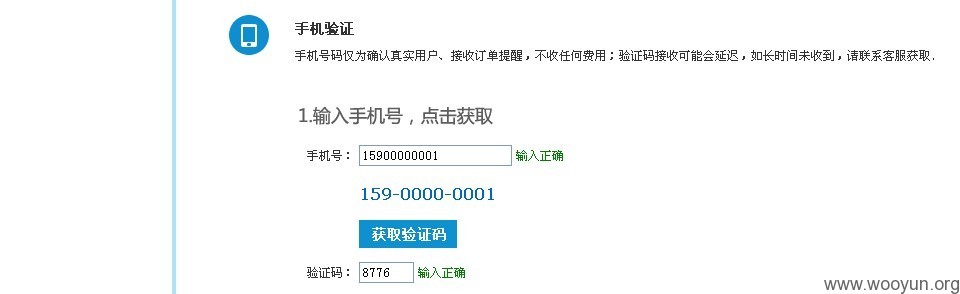 手机验证
手机号码仅为确认真实用户、接收订单提醒，不收任何费用；验证码接收可能会延迟，如长时间未收到，请联系客服获取.
1.输入手机号，点击获取
手机号： 15900000001 输入正确
159-0000-0001
获取验证码
验证码： 8776 输入正确
www.wooyun.org